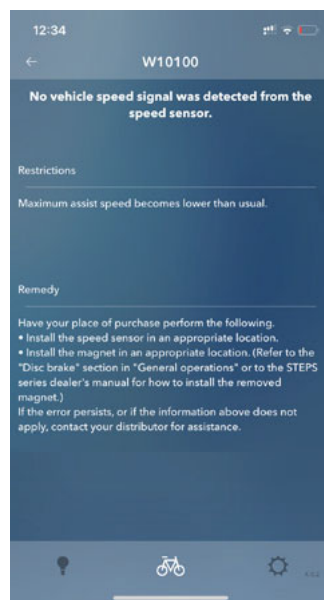 12:34
W10100
No vehicle speed signal was detected from the
speed sensor.
Restrictions
Maximum assist speed becomes lower than usual.
Remedy
Have your place of purchase perform the following.
• Install the speed sensor in an appropriate location.
• Install the magnet in an appropriate location. (Refer to the
"Disc brake" section in "General operations" or to the STEPS
series dealer's manual for how to install the removed
magnet.)
If the error persists, or if the information above does not
apply, contact your distributor for assistance.